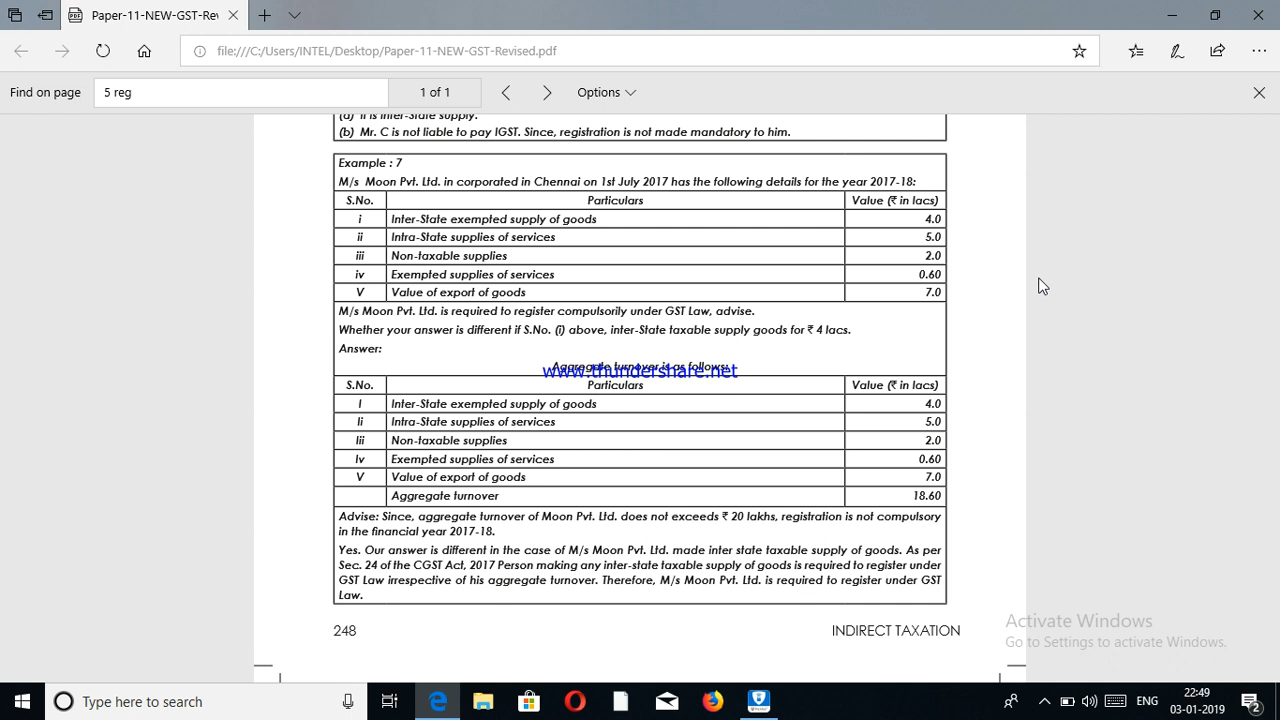 Paper-11-NEW-GST-Rev
file:///C:/Users/INTEL/Desktop/Paper-11-NEW-GST-Revised.pdf
Find on page 5 reg 1 of 1 Options
(a) It is Inter-State supply.
(b) Mr. C is not liable to pay IGST. Since, registration is not made mandatory to him.
Example : 7
M/s Moon Pvt. Ltd. in corporated in Chennai on 1st July 2017 has the following details for the year 2017-18:
S.No. Particulars Value (₹ in lacs)
i Inter-State exempted supply of goods 4.0
ii Intra-State supplies of services 5.0
iii Non-taxable supplies 2.0
iv Exempted supplies of services 0.60
V Value of export of goods 7.0
M/s Moon Pvt. Ltd. is required to register compulsorily under GST Law, advise.
Whether your answer is different if S.No. (i) above, inter-State taxable supply goods for ₹ 4 lacs.
Answer:
Aggregate turnover is as follows:
www.thundershare.net
S.No. Particulars Value (₹ in lacs)
I Inter-State exempted supply of goods 4.0
Ii Intra-State supplies of services 5.0
Iii Non-taxable supplies 2.0
Iv Exempted supplies of services 0.60
V Value of export of goods 7.0
Aggregate turnover 18.60
Advise: Since, aggregate turnover of Moon Pvt. Ltd. does not exceeds ₹ 20 lakhs, registration is not compulsory
in the financial year 2017-18.
Yes. Our answer is different in the case of M/s Moon Pvt. Ltd. made inter state taxable supply of goods. As per
Sec. 24 of the CGST Act, 2017 Person making any inter-state taxable supply of goods is required to register under
GST Law irrespective of his aggregate turnover. Therefore, M/s Moon Pvt. Ltd. is required to register under GST
Law.
248 INDIRECT TAXATION
Activate Windows
Go to Settings to activate Windows.
Type here to search
ENG
22:49
03-01-2019
2